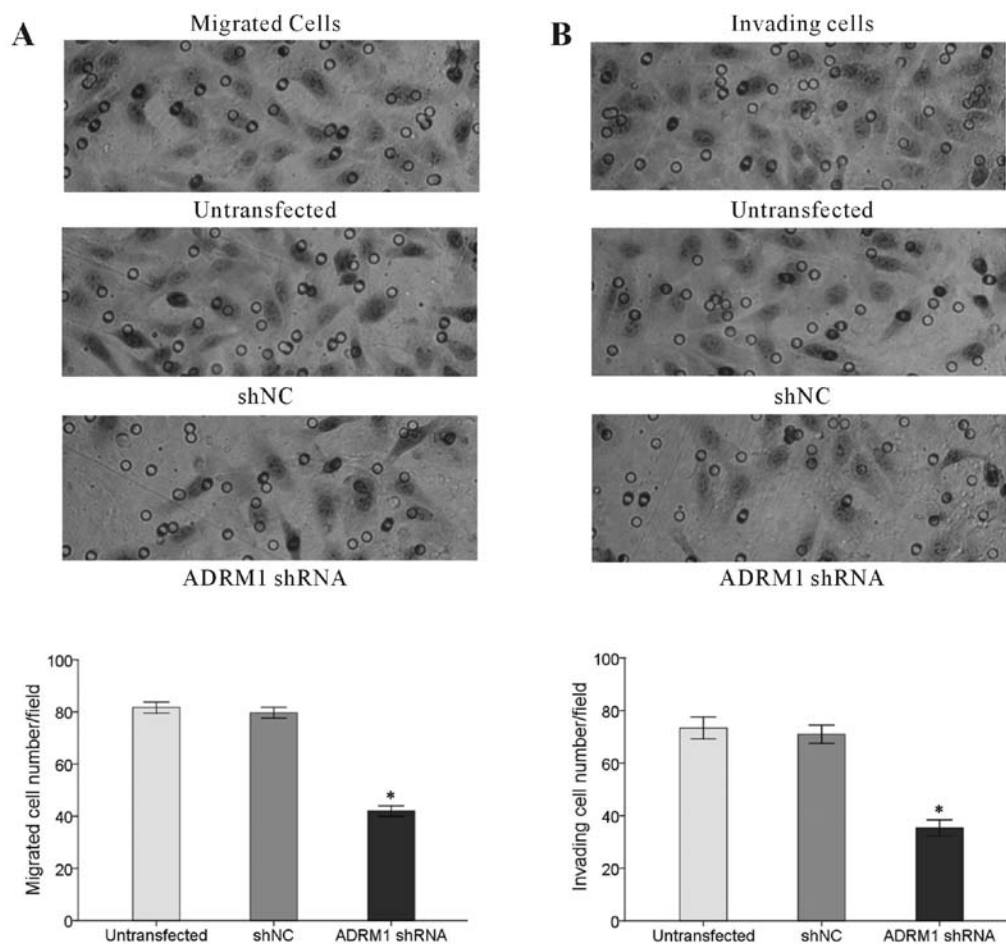 A
Migrated Cells
Untransfected
shNC
ADRM1 shRNA
Migrated cell number/field
100
80
60
40
20
0
*
Untransfected
shNC
ADRM1 shRNA
B
Invading cells
Untransfected
shNC
ADRM1 shRNA
Invading cell number/field
100
80
60
40
20
0
*
Untransfected
shNC
ADRM1 shRNA